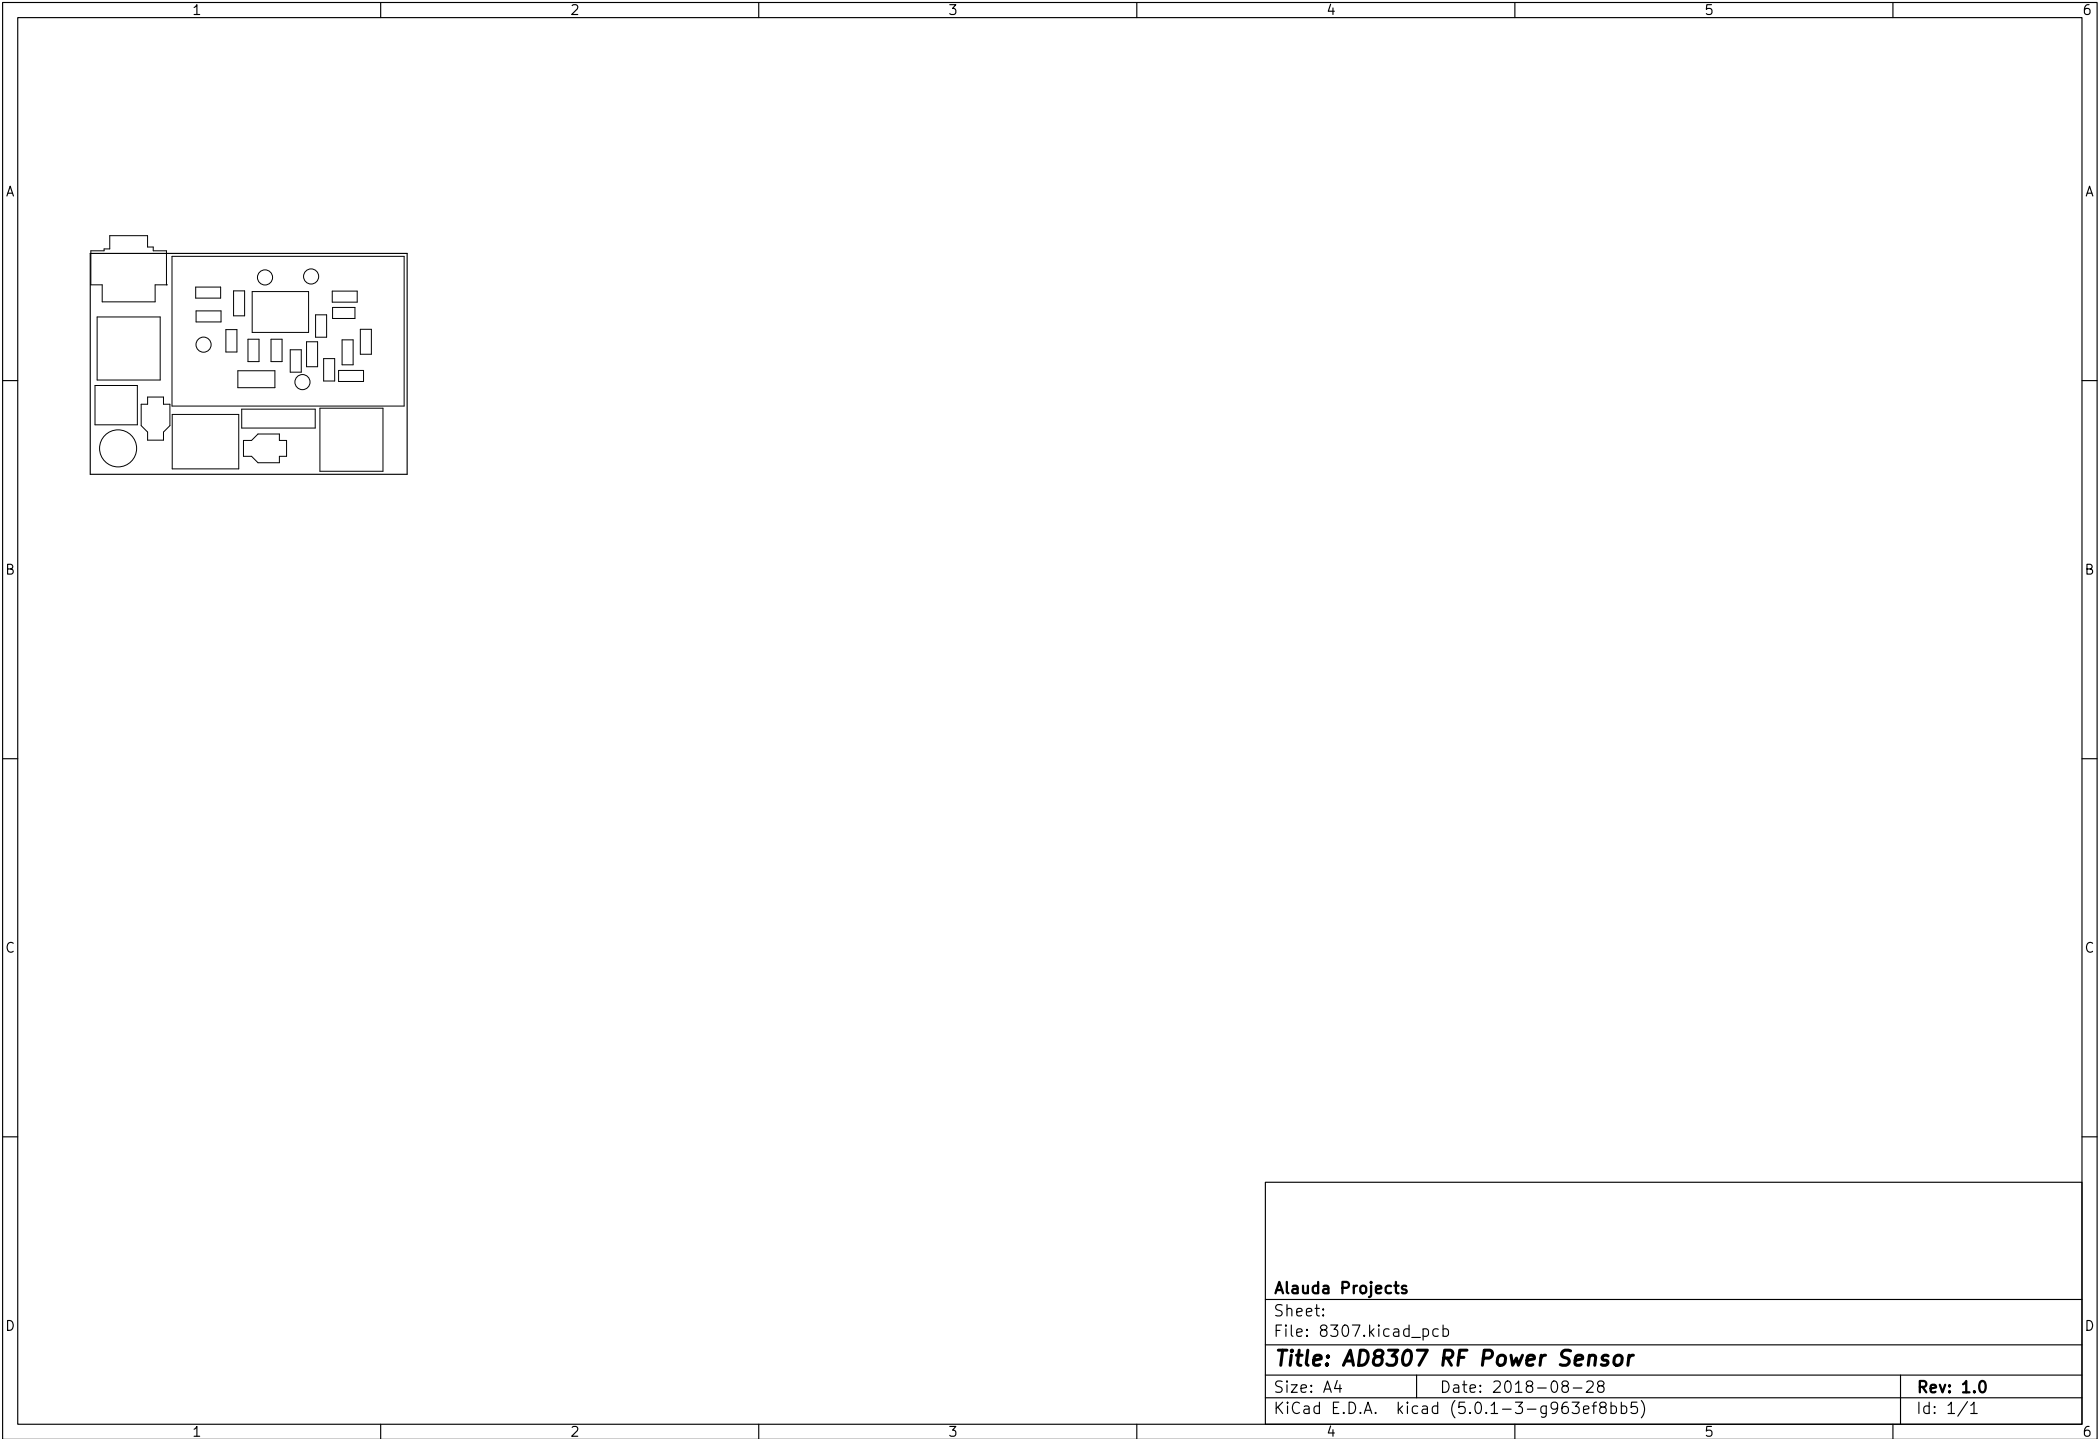 1 2 3 4 5 6
A A
B B
C C
Alauda Projects
Sheet:
File: 8307.kicad_pcb
D D
Title: AD8307 RF Power Sensor
Size: A4 Date: 2018-08-28 Rev: 1.0
KiCad E.D.A. kicad (5.0.1-3-g963ef8bb5) Id: 1/1
1 2 3 4 5 6